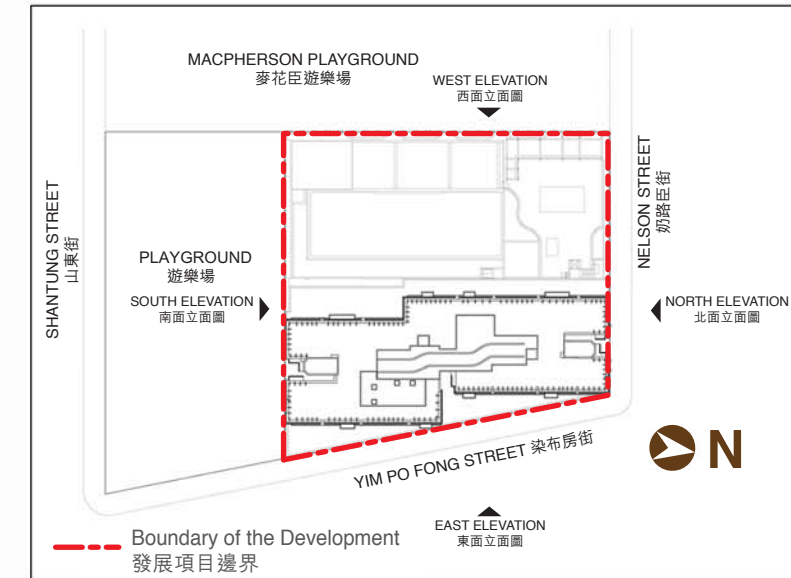 MACPHERSON PLAYGROUND
麥花臣遊樂場
WEST ELEVATION
西面立面圖
SHANTUNG STREET
山東街
NELSON STREET
奶路臣街
PLAYGROUND
遊樂場
SOUTH ELEVATION
南面立面圖
NORTH ELEVATION
北面立面圖
YIM PO FONG STREET 染布房街
N
EAST ELEVATION
東面立面圖
Boundary of the Development
發展項目邊界